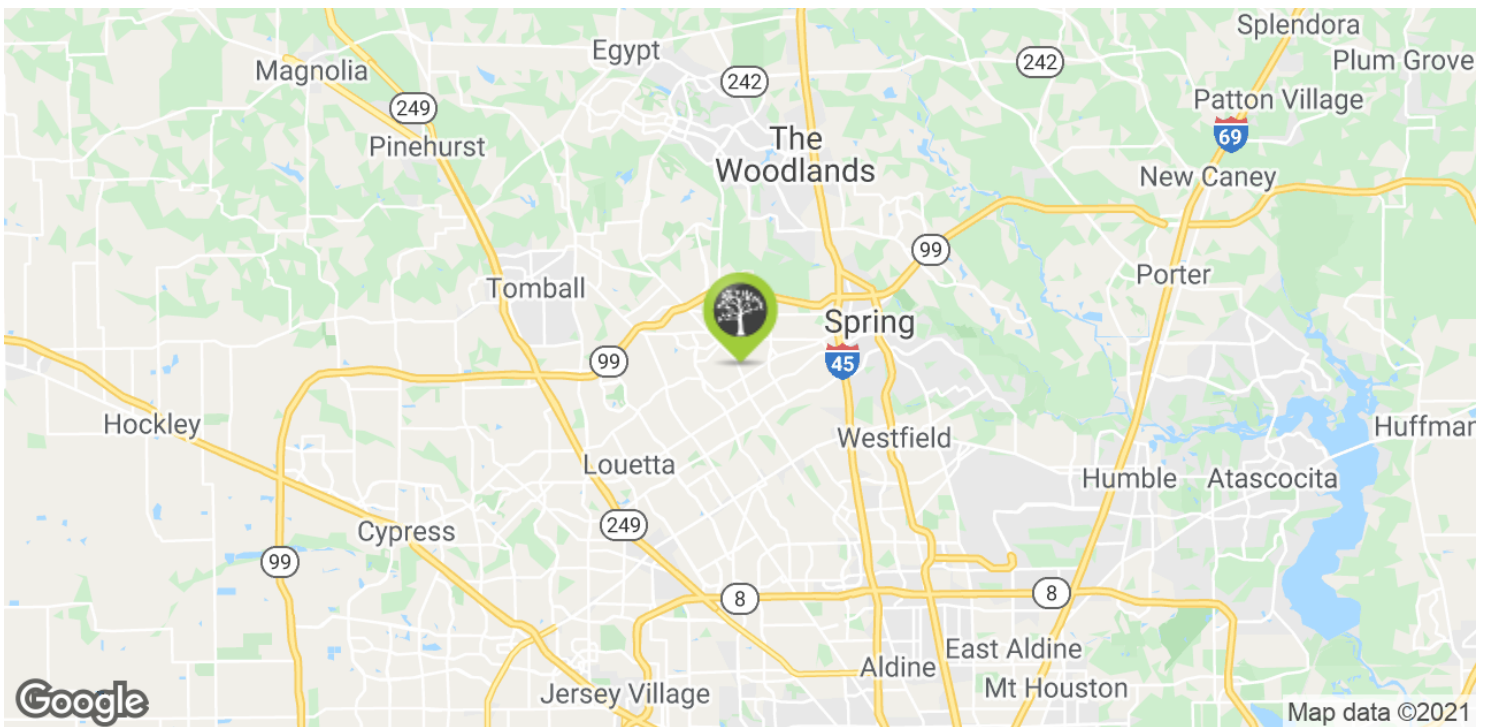 Splendora
Egypt
242
242
Plum Grove
Magnolia
249
Patton Village
Pinehurst
The
Woodlands
69
New Caney
99
Porter
Tomball
Spring
99
45
Hockley
Westfield
Huffman
Louetta
Humble
Atascocita
249
Cypress
99
8
8
East Aldine
Aldine
Mt Houston
Jersey Village
Google
Map data ©2021